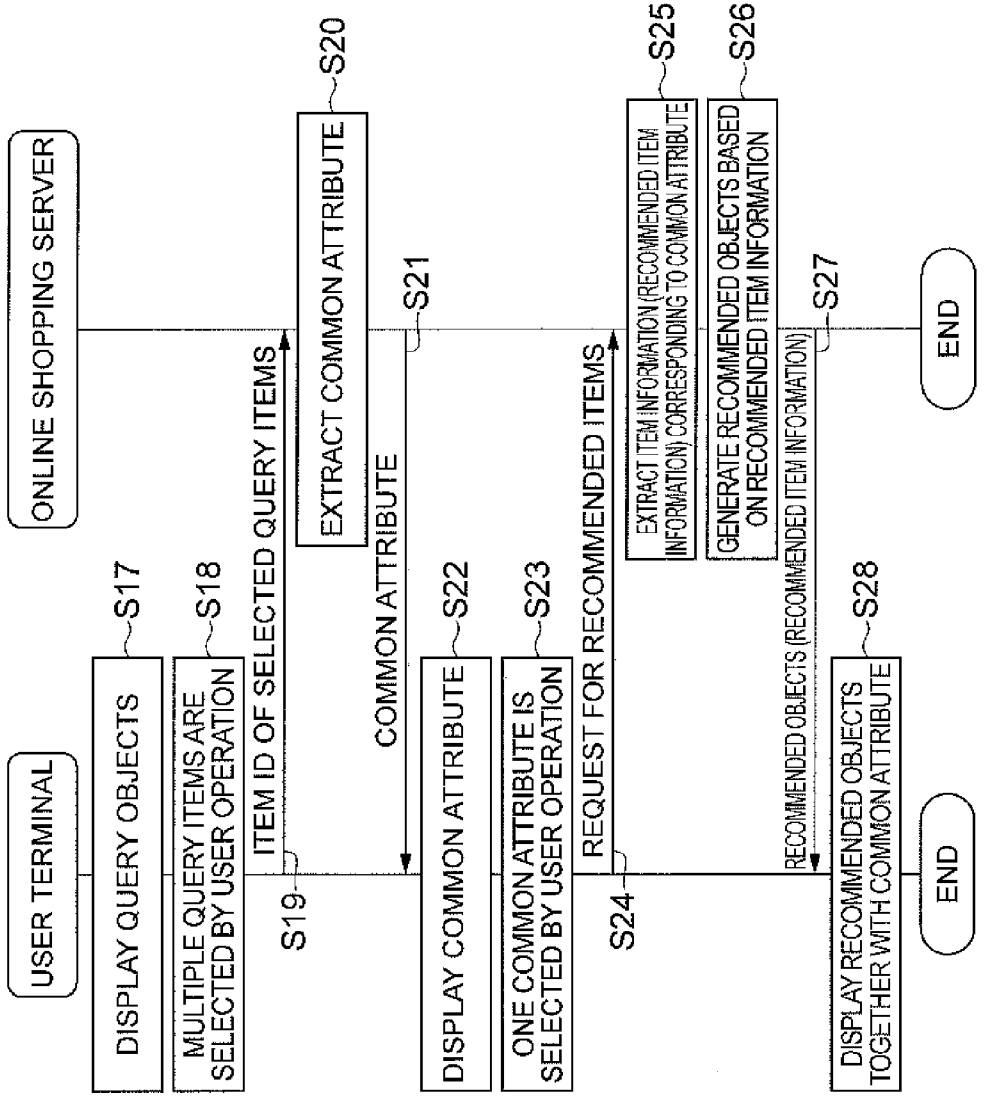 USER TERMINAL
ONLINE SHOPPING SERVER
DISPLAY QUERY OBJECTS
S17
MULTIPLE QUERY ITEMS ARE
SELECTED BY USER OPERATION
S18
ITEM ID OF SELECTED QUERY ITEMS
S19
EXTRACT COMMON ATTRIBUTE
S20
COMMON ATTRIBUTE
S21
DISPLAY COMMON ATTRIBUTE
S22
ONE COMMON ATTRIBUTE IS
SELECTED BY USER OPERATION
S23
REQUEST FOR RECOMMENDED ITEMS
S24
EXTRACT ITEM INFORMATION (RECOMMENDED ITEM
INFORMATION) CORRESPONDING TO COMMON ATTRIBUTE
S25
GENERATE RECOMMENDED OBJECTS BASED
ON RECOMMENDED ITEM INFORMATION
S26
RECOMMENDED OBJECTS (RECOMMENDED ITEM INFORMATION)
S27
DISPLAY RECOMMENDED OBJECTS
TOGETHER WITH COMMON ATTRIBUTE
S28
END
END